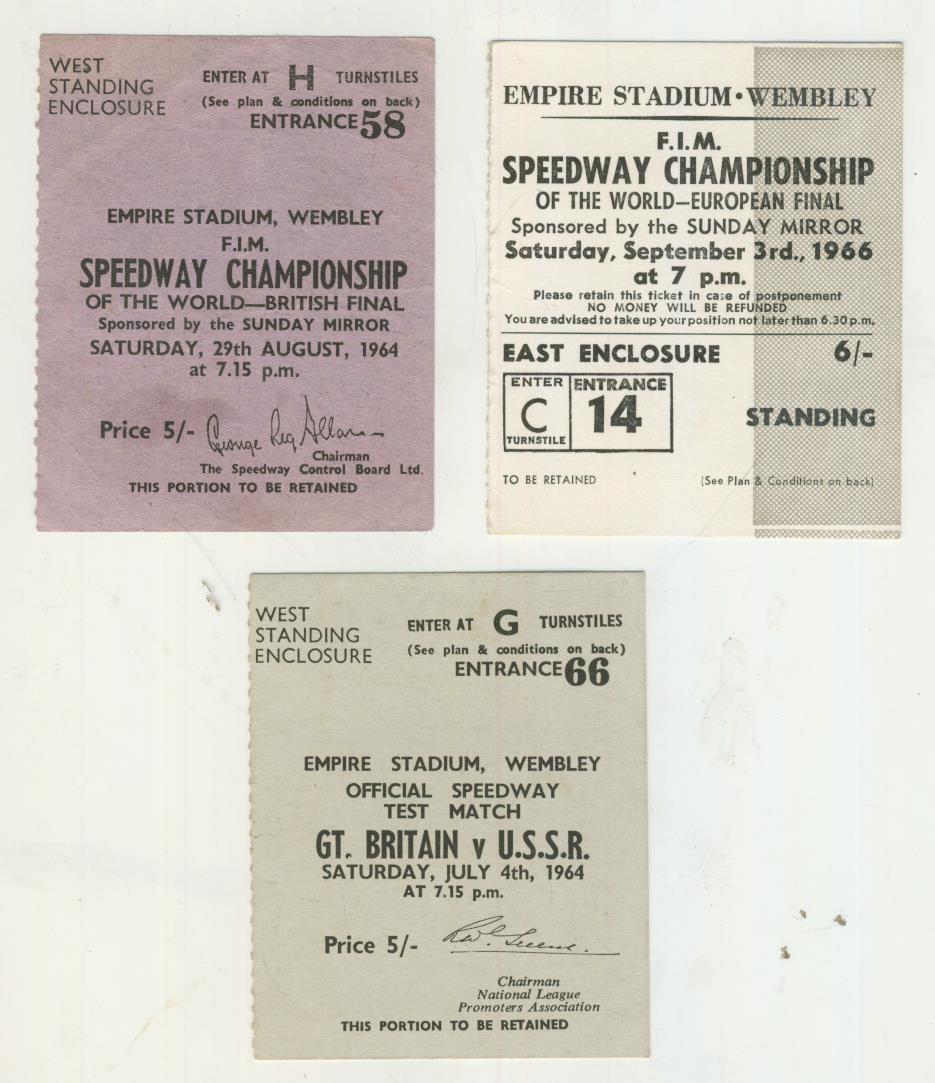 WEST
STANDING
ENCLOSURE
ENTER AT H TURNSTILES
(See plan & conditions on back)
ENTRANCE 58
EMPIRE STADIUM, WEMBLEY
F.I.M.
SPEEDWAY CHAMPIONSHIP
OF THE WORLD—BRITISH FINAL
Sponsored by the SUNDAY MIRROR
SATURDAY, 29th AUGUST, 1964
at 7.15 p.m.
Price 5/-
Chairman
The Speedway Control Board Ltd.
THIS PORTION TO BE RETAINED
EMPIRE STADIUM • WEMBLEY
F.I.M.
SPEEDWAY CHAMPIONSHIP
OF THE WORLD—EUROPEAN FINAL
Sponsored by the SUNDAY MIRROR
Saturday, September 3rd., 1966
at 7 p.m.
Please retain this ticket in case of postponement
NO MONEY WILL BE REFUNDED
You are advised to take up your position not later than 6.30 p.m.
EAST ENCLOSURE 6/-
ENTER
C
TURNSTILE
ENTRANCE
14
STANDING
TO BE RETAINED
(See Plan & Conditions on back)
WEST
STANDING
ENCLOSURE
ENTER AT G TURNSTILES
(See plan & conditions on back)
ENTRANCE 66
EMPIRE STADIUM, WEMBLEY
OFFICIAL SPEEDWAY
TEST MATCH
GT. BRITAIN v U.S.S.R.
SATURDAY, JULY 4th, 1964
AT 7.15 p.m.
Price 5/-
Chairman
National League
Promoters Association
THIS PORTION TO BE RETAINED